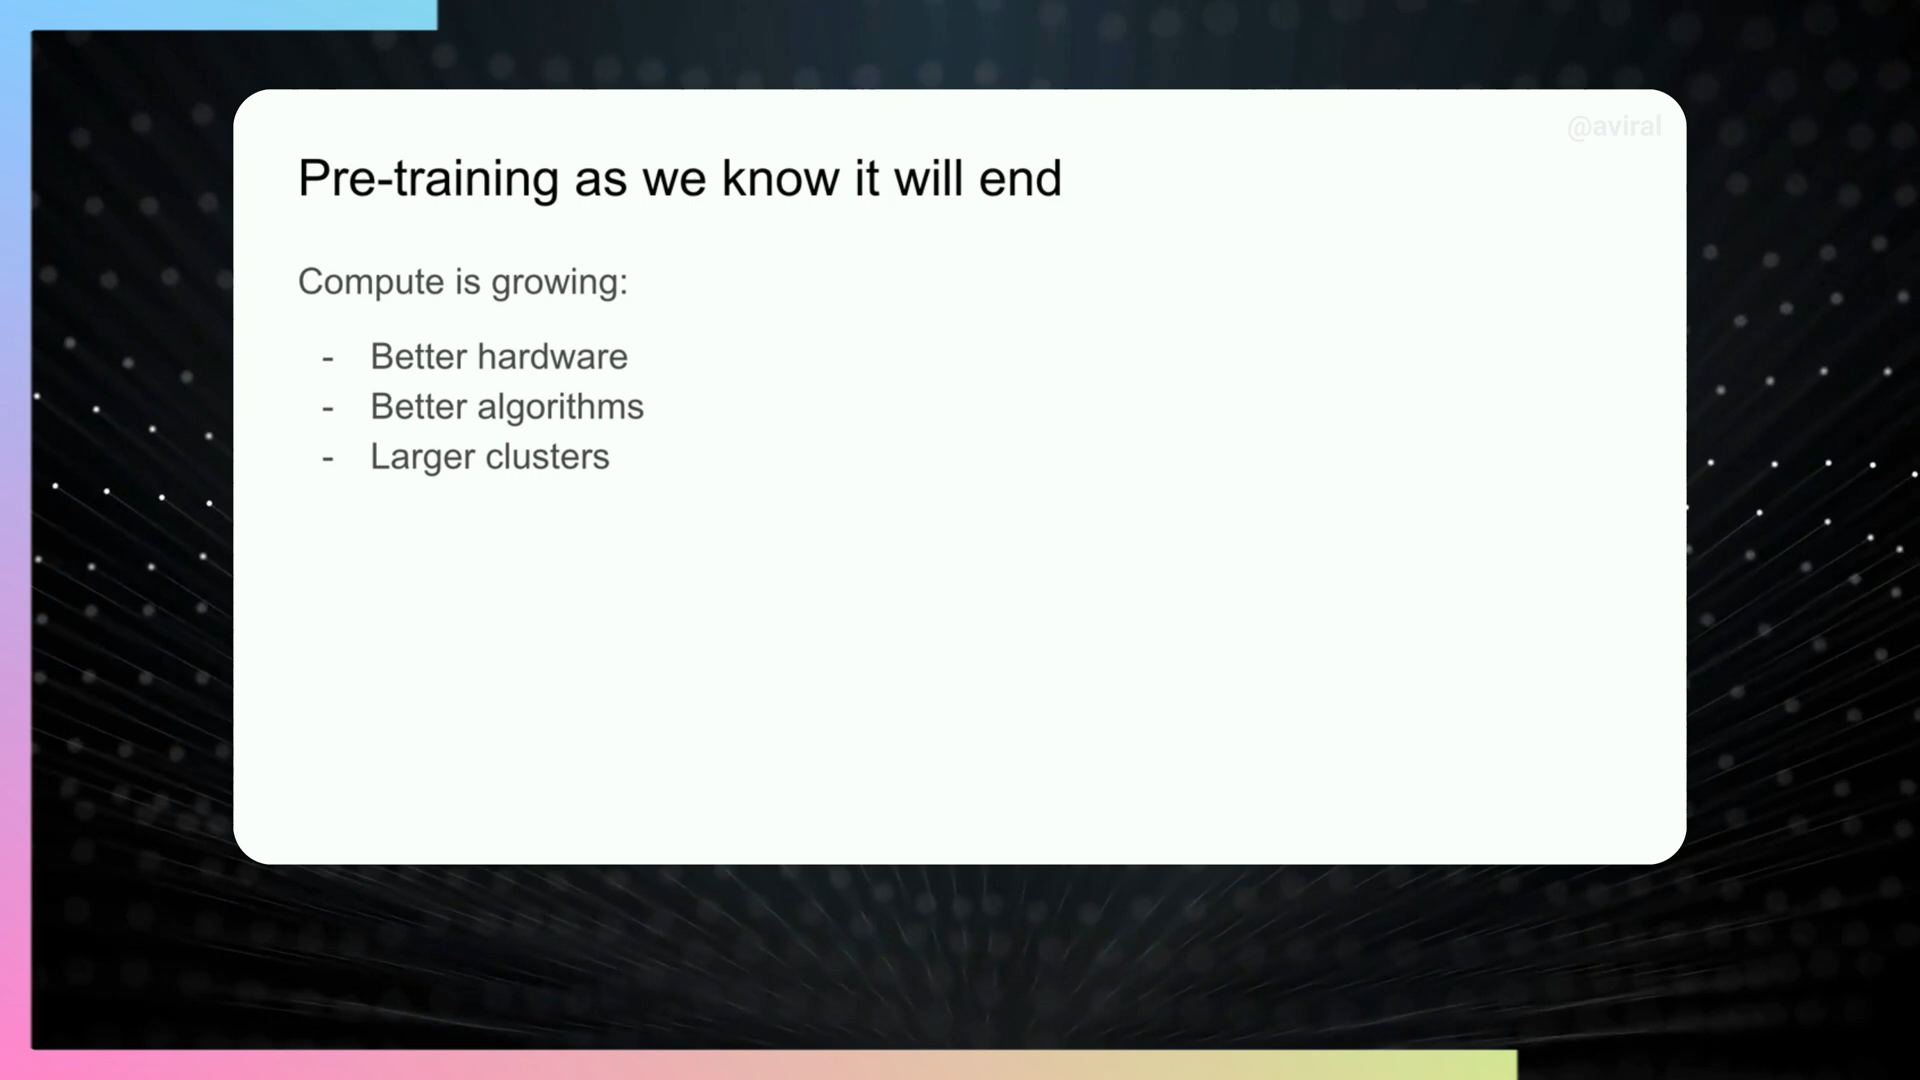 @aviral
Pre-training as we know it will end
Compute is growing:
- Better hardware
- Better algorithms
- Larger clusters